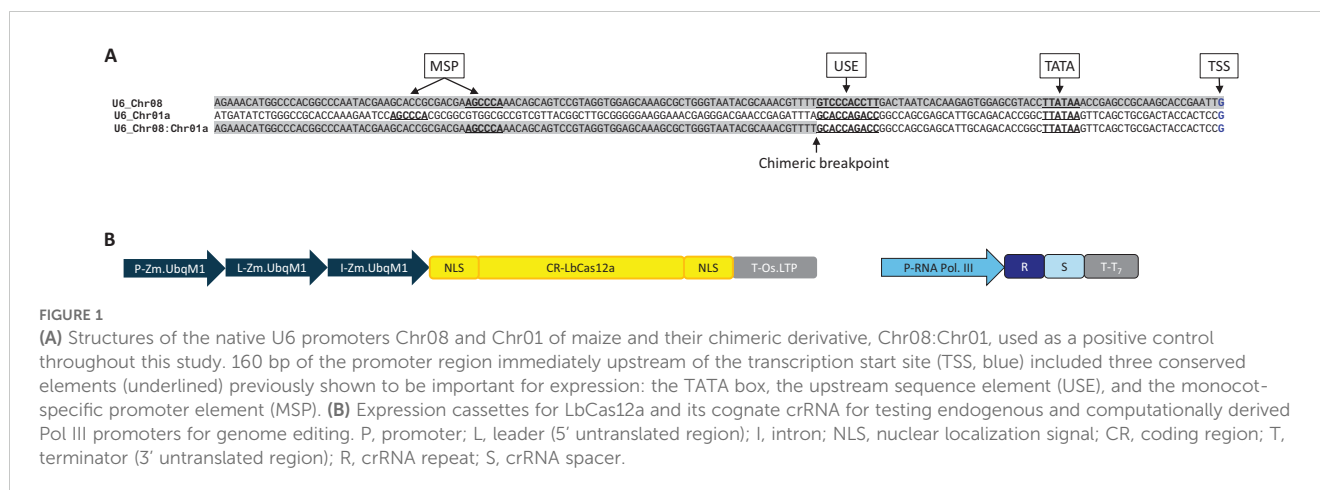 A
MSP USE TATA TSS
U6_Chr08 AGAAACATGGCCCACGGCCCAATACGAAGCACCGCGACGAAGCCCAAACAGCAGTCCGTAGGTGGAGCAAAGCGCTGGGTAATACGCAAACGTTTTGTCCCACCTTGACTAATCACAAGAGTGGAGCGTACCTTATAAACCGAGCCGCAAGCACCGAATTG
U6_Chr01a ATGATATCTGGGCCGCACCAAAGAATCCAGCCCACGCGGCGTGGCGCCGTCGTTACGGCTTGCGGGGGAAGGAAACGAGGGACGAACCGAGATTTAGCACCAGACCGGCCAGCGAGCATTGCAGACACCGGCTTATAAGTTCAGCTGCGACTACCACTCCG
U6_Chr08:Chr01a AGAAACATGGCCCACGGCCCAATACGAAGCACCGCGACGAAGCCCAAACAGCAGTCCGTAGGTGGAGCAAAGCGCTGGGTAATACGCAAACGTTTTGCACCAGACCGGCCAGCGAGCATTGCAGACACCGGCTTATAAGTTCAGCTGCGACTACCACTCCG
Chimeric breakpoint
B
P-Zm.UbqM1 L-Zm.UbqM1 I-Zm.UbqM1 NLS CR-LbCas12a NLS T-Os.LTP P-RNA Pol. III R S T-T7
FIGURE 1
(A) Structures of the native U6 promoters Chr08 and Chr01 of maize and their chimeric derivative, Chr08:Chr01, used as a positive control
throughout this study. 160 bp of the promoter region immediately upstream of the transcription start site (TSS, blue) included three conserved
elements (underlined) previously shown to be important for expression: the TATA box, the upstream sequence element (USE), and the monocot-
specific promoter element (MSP). (B) Expression cassettes for LbCas12a and its cognate crRNA for testing endogenous and computationally derived
Pol III promoters for genome editing. P, promoter; L, leader (5' untranslated region); I, intron; NLS, nuclear localization signal; CR, coding region; T,
terminator (3' untranslated region); R, crRNA repeat; S, crRNA spacer.